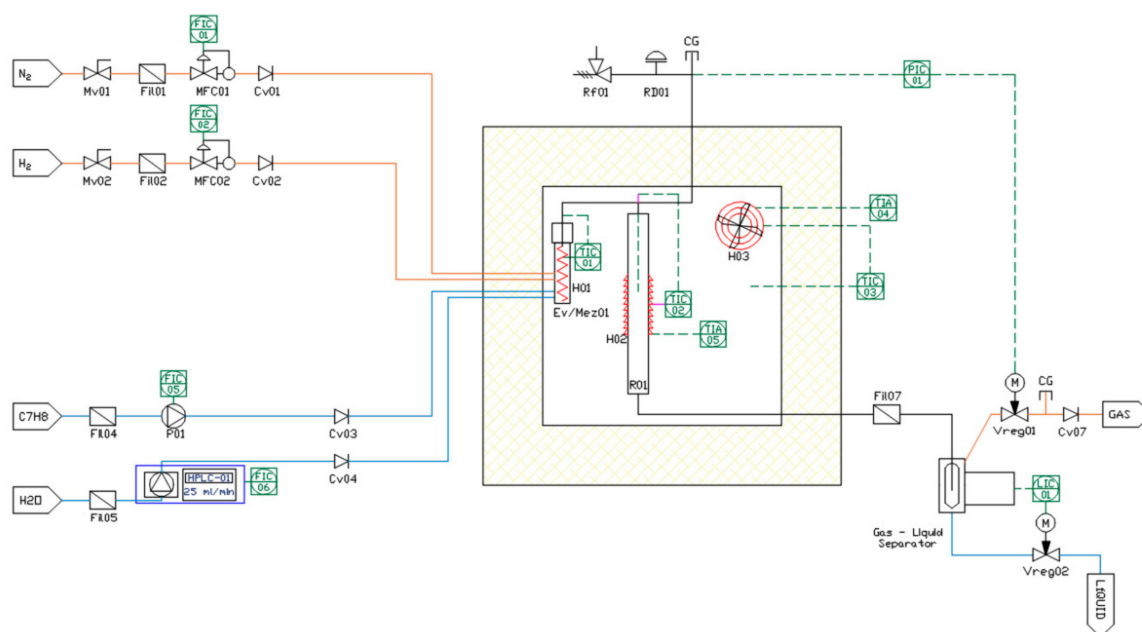 FIC
01
N2
Mv01
Fil01
MFC01
Cv01
FIC
02
H2
Mv02
Fil02
MFC02
Cv02
Rf01
RD01
CG
PIC
01
TIC
01
H01
Ev/Mez01
TIC
02
H02
TIA
05
R01
H03
TIA
04
TIC
03
FIC
05
C7H8
Fil04
P01
Cv03
H2O
Fil05
HPLC-01
25 ml/min
FIC
06
Cv04
Fil07
M
Vreg01
CG
Cv07
GAS
LIC
01
M
Vreg02
Gas - Liquid
Separator
LIQUID